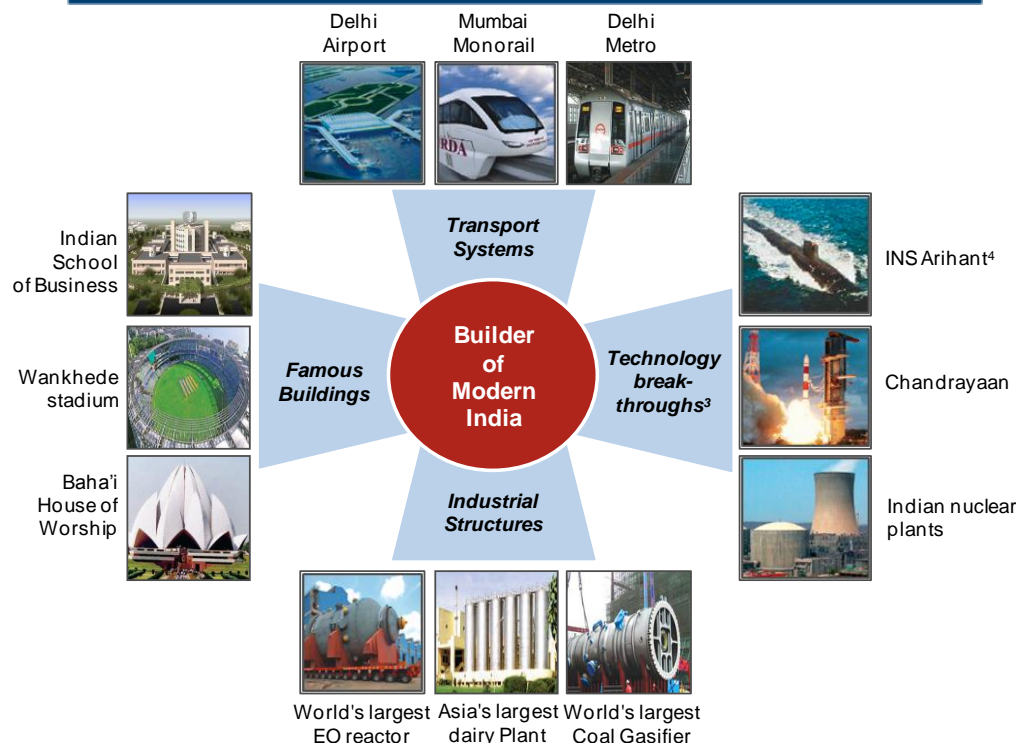 Delhi
Airport
Mumbai
Monorail
Delhi
Metro
RDA
Transport
Systems
Indian
School
of Business
INS Arihant⁴
Builder
of
Modern
India
Famous
Buildings
Technology
break-
throughs³
Wankhede
stadium
Chandrayaan
Baha'i
House of
Worship
Industrial
Structures
Indian nuclear
plants
World's largest
EO reactor
Asia's largest
dairy Plant
World's largest
Coal Gasifier